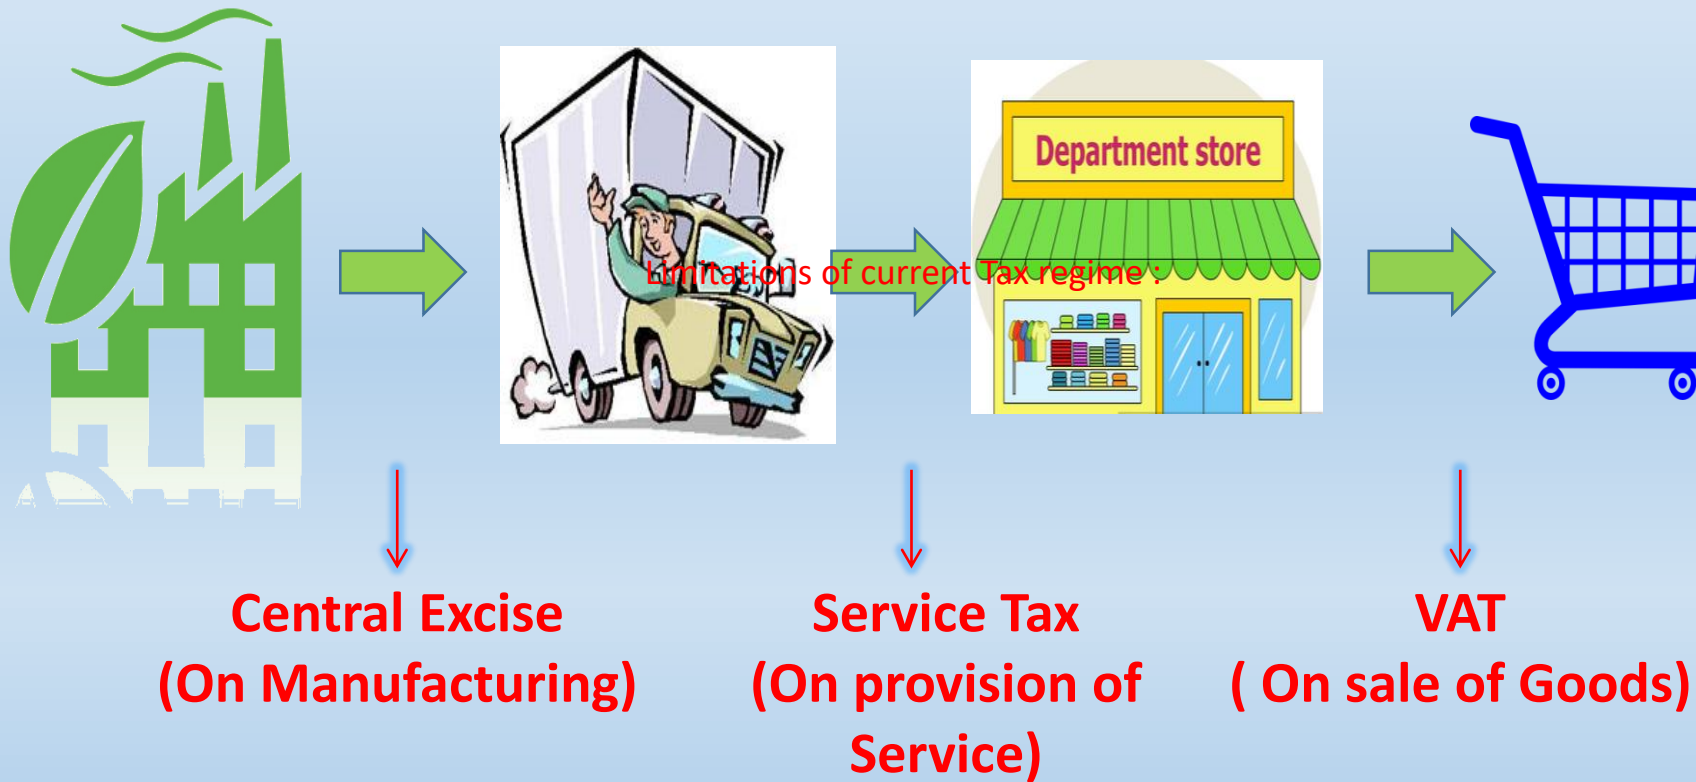 Department store
Limitations of current Tax regime :
Central Excise
(On Manufacturing)
Service Tax
(On provision of
Service)
VAT
( On sale of Goods)